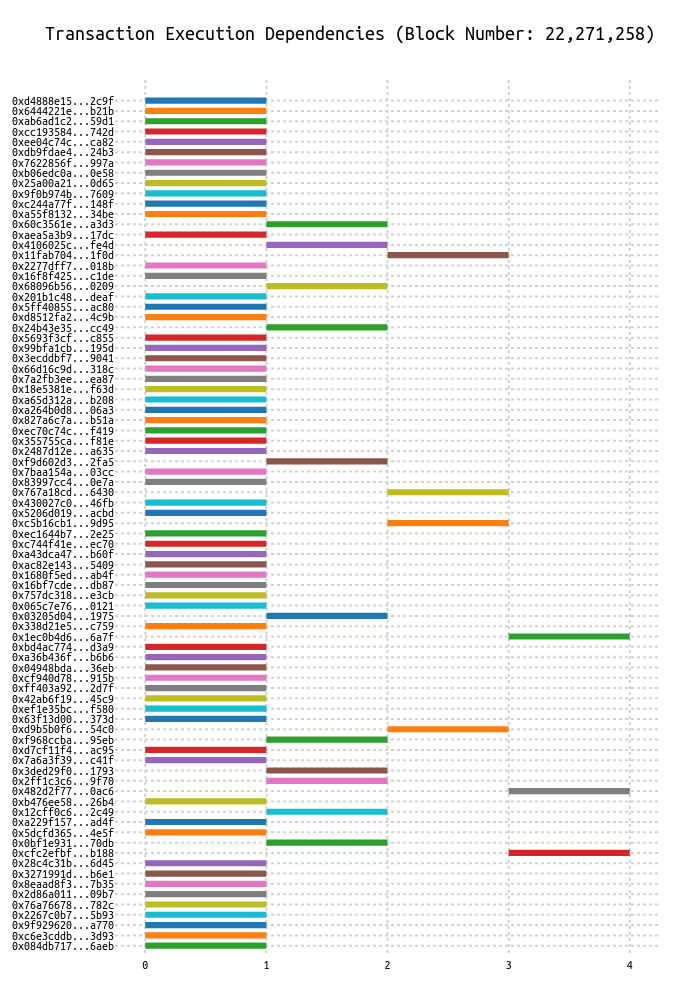 Transaction Execution Dependencies (Block Number: 22,271,258)
0xd4888e15...2c9f
0x6444221e...b21b
0xab6ad1c2...59d1
0xcc193584...742d
0xee04c74c...ca82
0xdb9fdae4...24b3
0x7622856f...997a
0xb06edc0a...0e58
0x25a00a21...0d65
0x9f0b974b...7609
0xc244a77f...148f
0xa55f8132...34be
0x60c3561e...a3d3
0xaea5a3b9...17dc
0x4106025c...fe4d
0x11fab704...1f0d
0x2277dff7...018b
0x16f8f425...c1de
0x68096b56...0209
0x201b1c48...deaf
0x5ff40855...ac80
0xd8512fa2...4c9b
0x24b43e35...cc49
0x5693f3cf...c855
0x99bfa1cb...195d
0x3ecddbf7...9041
0x66d16c9d...318c
0x7a2fb3ee...ea87
0x18e5381e...f63d
0xa65d312a...b208
0xa264b0d8...06a3
0x827a6c7a...b51a
0xec70c74c...f419
0x355755ca...f81e
0x2487d12e...a635
0xf9d602d3...2fa5
0x7baa154a...03cc
0x83997cc4...0e7a
0x767a18cd...6430
0x430027c0...46fb
0x5206d019...acbd
0xc5b16cb1...9d95
0xec1644b7...2e25
0xc744f41e...ec70
0xa43dca47...b60f
0xac82e143...5409
0x1680f5ed...ab4f
0x16bf7cde...db87
0x757dc318...e3cb
0x065c7e76...0121
0x03205d04...1975
0x338d21e5...c759
0x1ec0b4d6...6a7f
0xbd4ac774...d3a9
0xa36b436f...b6b6
0x04948bda...36eb
0xcf940d78...915b
0xff403a92...2d7f
0x42ab6f19...45c9
0xef1e35bc...f580
0x63f13d00...373d
0xd9b5b0f6...54c0
0xf968ccba...95eb
0xd7cf11f4...ac95
0x7a6a3f39...c41f
0x3ded29f0...1793
0x2ff1c3c6...9f70
0x482d2f77...0ac6
0xb476ee58...26b4
0x12cff0c6...2c49
0xa229f157...ad4f
0x5dcfd365...4e5f
0x0bf1e931...70db
0xcfc2efbf...b188
0x28c4c31b...6d45
0x3271991d...b6e1
0x8eaad8f3...7b35
0x2d86a011...09b7
0x76a76678...782c
0x2267c0b7...5b93
0x9f929620...a770
0xc6e3cddb...3d93
0x084db717...6aeb
0 1 2 3 4